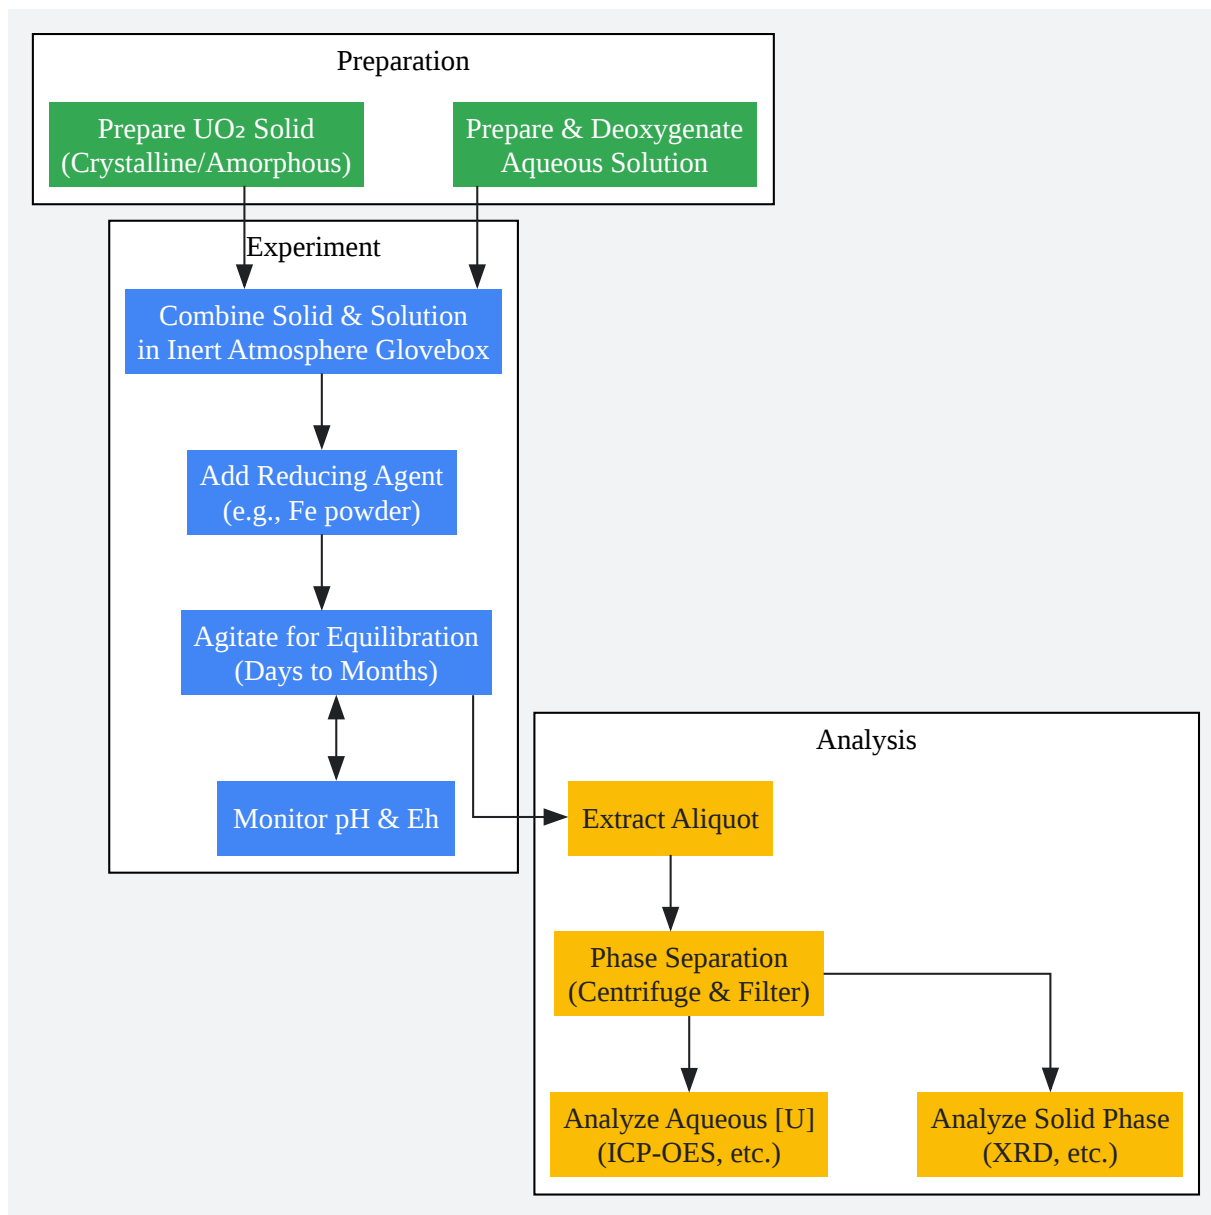 Preparation
Prepare UO₂ Solid
(Crystalline/Amorphous)
Prepare & Deoxygenate
Aqueous Solution
Experiment
Combine Solid & Solution
in Inert Atmosphere Glovebox
Add Reducing Agent
(e.g., Fe powder)
Agitate for Equilibration
(Days to Months)
Monitor pH & Eh
Analysis
Extract Aliquot
Phase Separation
(Centrifuge & Filter)
Analyze Aqueous [U]
(ICP-OES, etc.)
Analyze Solid Phase
(XRD, etc.)